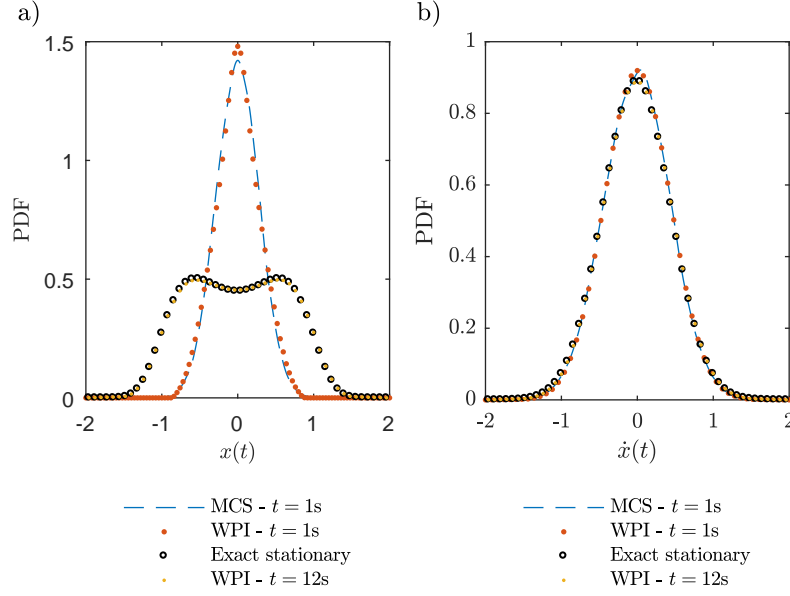 a)
1.5
1
0.5
0
PDF
-2 -1 0 1 2
x(t)
MCS - t = 1s
WPI - t = 1s
Exact stationary
WPI - t = 12s
b)
1
0.8
0.6
0.4
0.2
0
PDF
-2 -1 0 1 2
ẋ(t)
MCS - t = 1s
WPI - t = 1s
Exact stationary
WPI - t = 12s